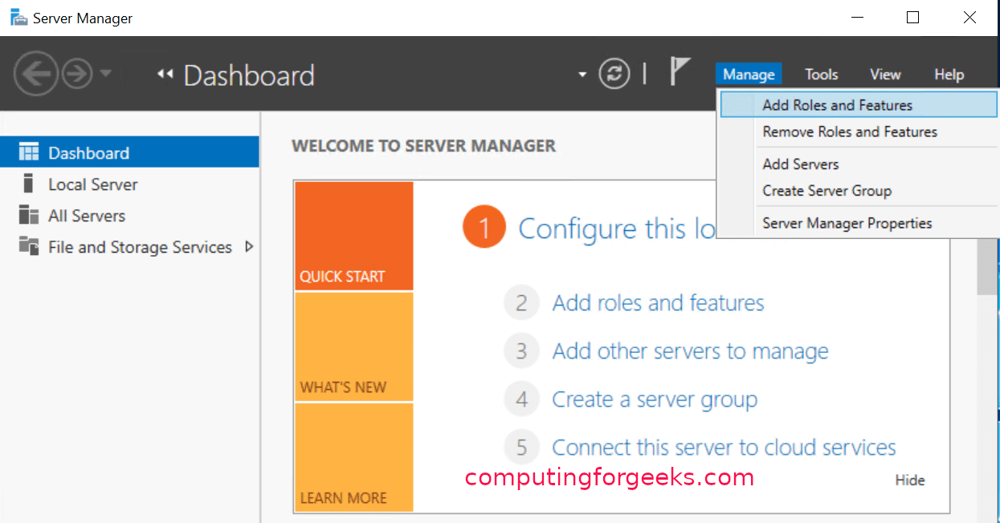 Server Manager
Dashboard
Manage
Tools
View
Help
Add Roles and Features
Remove Roles and Features
Add Servers
Create Server Group
Server Manager Properties
Dashboard
Local Server
All Servers
File and Storage Services
WELCOME TO SERVER MANAGER
QUICK START
WHAT'S NEW
LEARN MORE
1 Configure this lo
2 Add roles and features
3 Add other servers to manage
4 Create a server group
5 Connect this server to cloud services
computingforgeeks.com
Hide